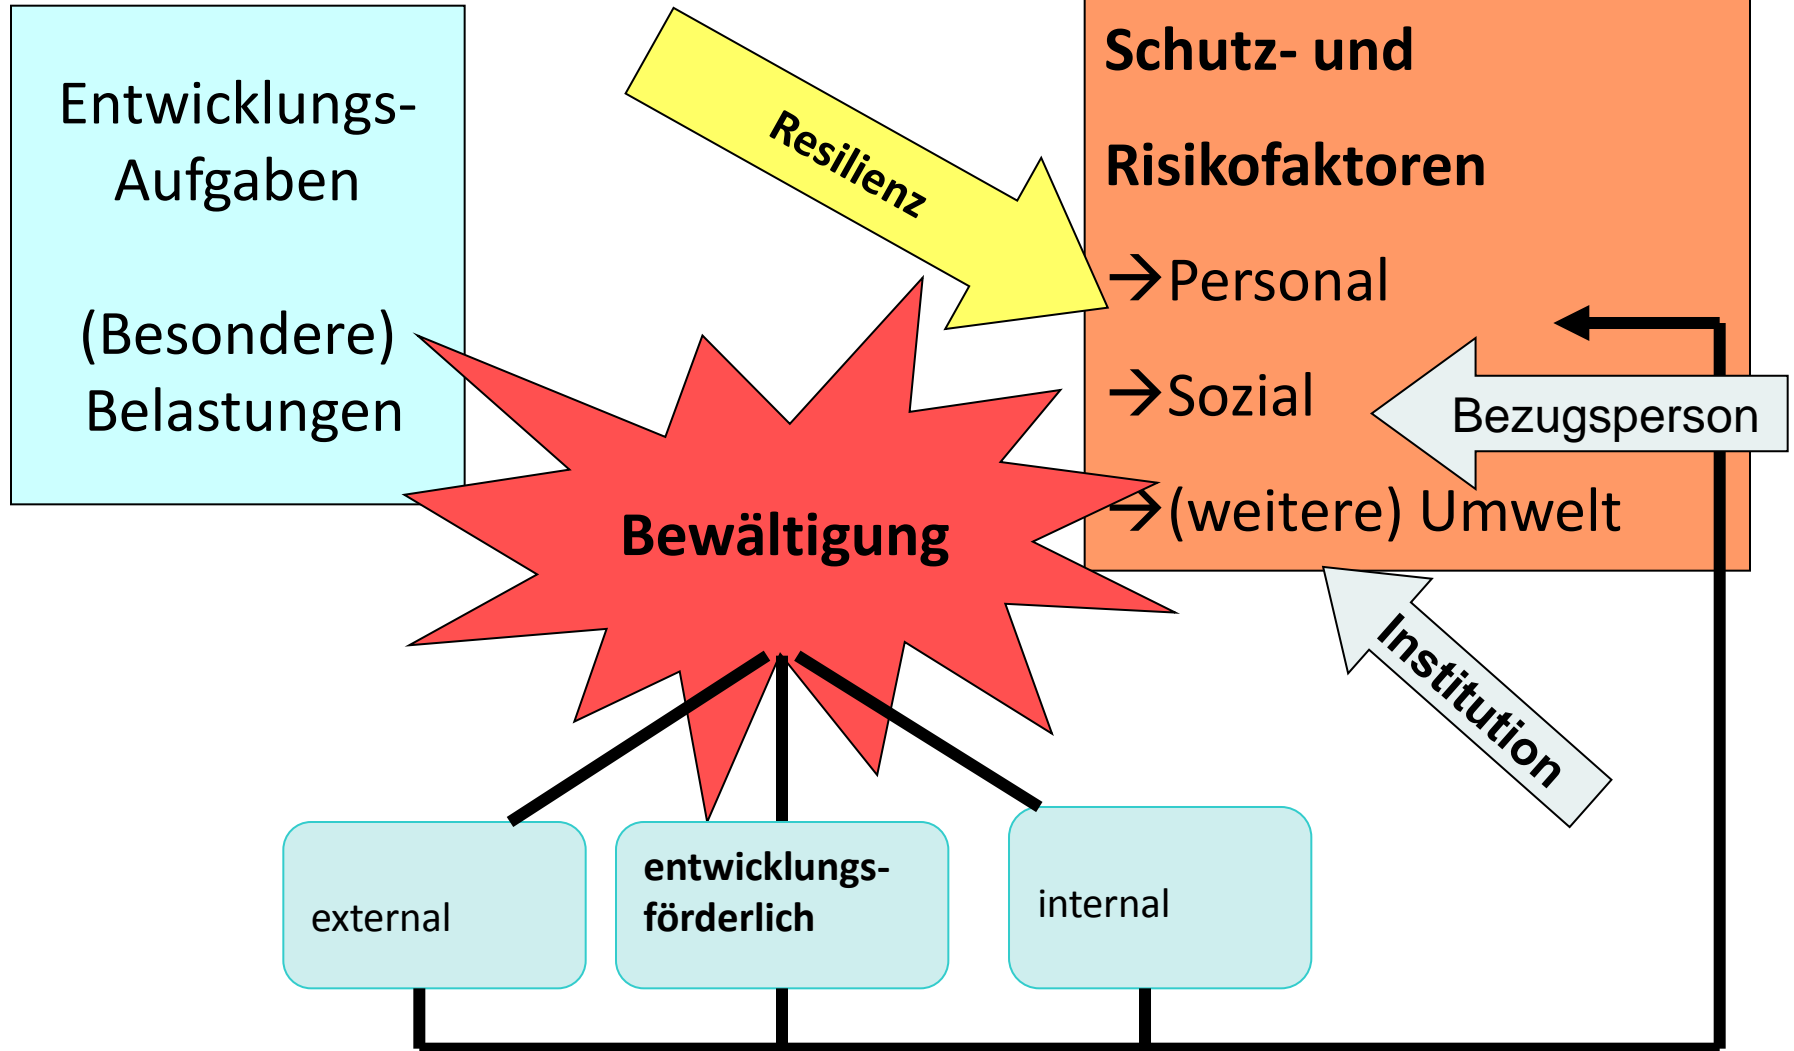 Entwicklungs-
Aufgaben
(Besondere)
Belastungen
Resilienz
Schutz- und
Risikofaktoren
→Personal
→Sozial
→(weitere) Umwelt
Bezugsperson
Institution
Bewältigung
external
entwicklungs-
förderlich
internal